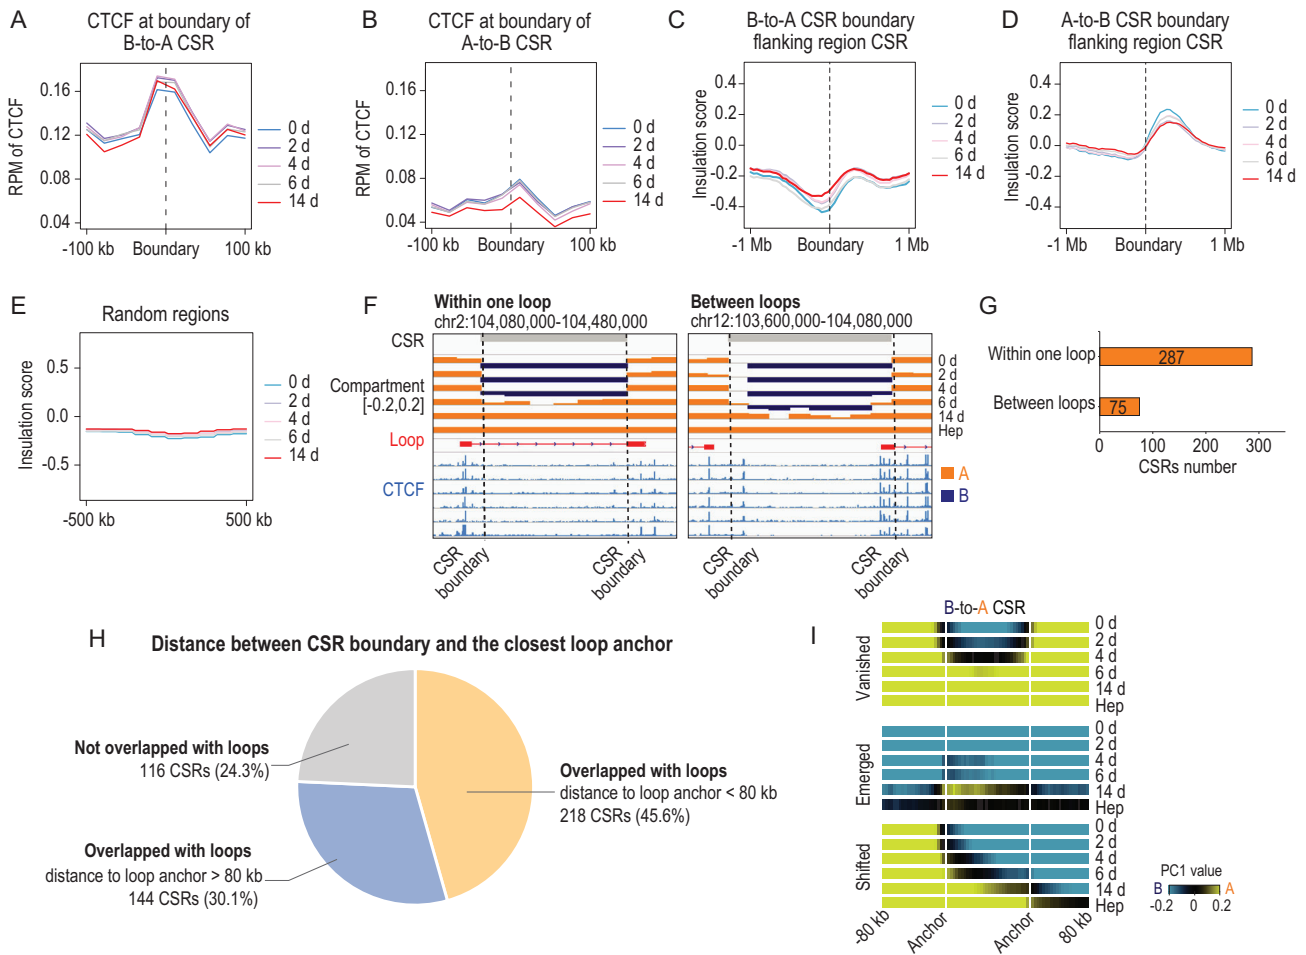 A
CTCF at boundary of
B-to-A CSR
RPM of CTCF
0.16
0.12
0.08
0.04
-100 kb
Boundary
100 kb
0 d
2 d
4 d
6 d
14 d
B
CTCF at boundary of
A-to-B CSR
RPM of CTCF
0.16
0.12
0.08
0.04
-100 kb
Boundary
100 kb
0 d
2 d
4 d
6 d
14 d
C
B-to-A CSR boundary
flanking region CSR
Insulation score
0.4
0.2
0.0
-0.2
-0.4
-1 Mb
Boundary
1 Mb
0 d
2 d
4 d
6 d
14 d
D
A-to-B CSR boundary
flanking region CSR
Insulation score
0.4
0.2
0.0
-0.2
-0.4
-1 Mb
Boundary
1 Mb
0 d
2 d
4 d
6 d
14 d
E
Random regions
Insulation score
0.5
0.0
-0.5
-500 kb
500 kb
0 d
2 d
4 d
6 d
14 d
F
Within one loop
chr2:104,080,000-104,480,000
Between loops
chr12:103,600,000-104,080,000
CSR
Compartment
[-0.2,0.2]
Loop
CTCF
0 d
2 d
4 d
6 d
14 d
Hep
A
B
CSR
boundary
CSR
boundary
CSR
boundary
CSR
boundary
G
Within one loop
287
Between loops
75
0
100
200
300
CSRs number
H
Distance between CSR boundary and the closest loop anchor
Not overlapped with loops
116 CSRs (24.3%)
Overlapped with loops
distance to loop anchor < 80 kb
218 CSRs (45.6%)
Overlapped with loops
distance to loop anchor > 80 kb
144 CSRs (30.1%)
I
B-to-A CSR
Vanished
0 d
2 d
4 d
6 d
14 d
Hep
Emerged
0 d
2 d
4 d
6 d
14 d
Hep
Shifted
0 d
2 d
4 d
6 d
14 d
Hep
-80 kb
Anchor
Anchor
80 kb
PC1 value
B
A
-0.2
0
0.2